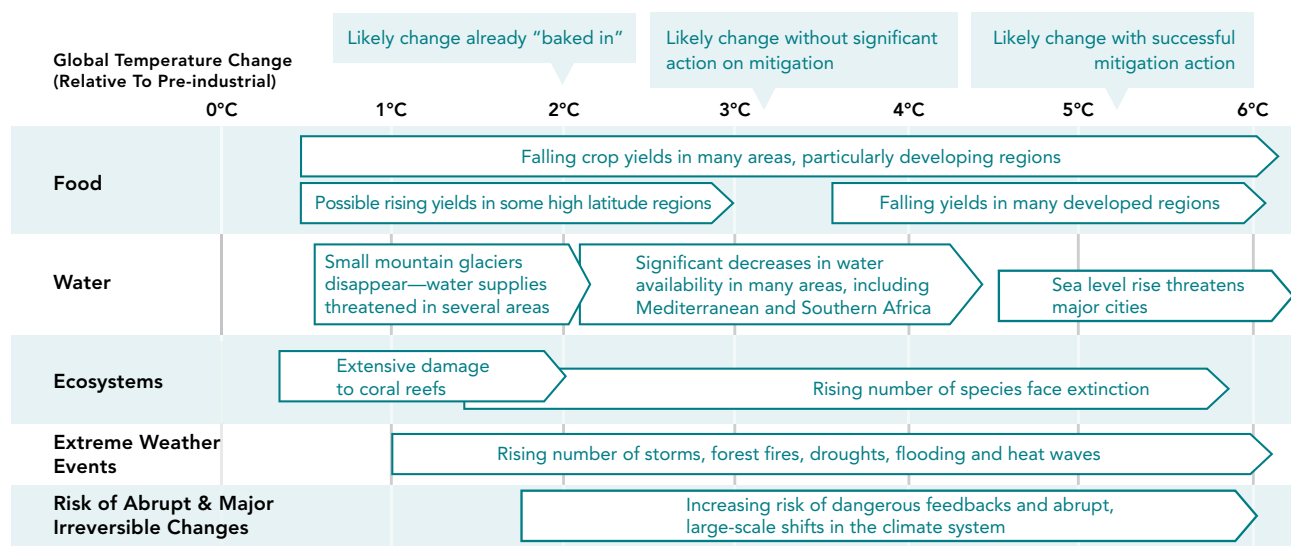 Likely change already “baked in”
Likely change without significant
action on mitigation
Likely change with successful
mitigation action
Global Temperature Change
(Relative To Pre-industrial)
0°C
1°C
2°C
3°C
4°C
5°C
6°C
Food
Falling crop yields in many areas, particularly developing regions
Possible rising yields in some high latitude regions
Falling yields in many developed regions
Water
Small mountain glaciers
disappear—water supplies
threatened in several areas
Significant decreases in water
availability in many areas, including
Mediterranean and Southern Africa
Sea level rise threatens
major cities
Ecosystems
Extensive damage
to coral reefs
Rising number of species face extinction
Extreme Weather
Events
Rising number of storms, forest fires, droughts, flooding and heat waves
Risk of Abrupt & Major
Irreversible Changes
Increasing risk of dangerous feedbacks and abrupt,
large-scale shifts in the climate system